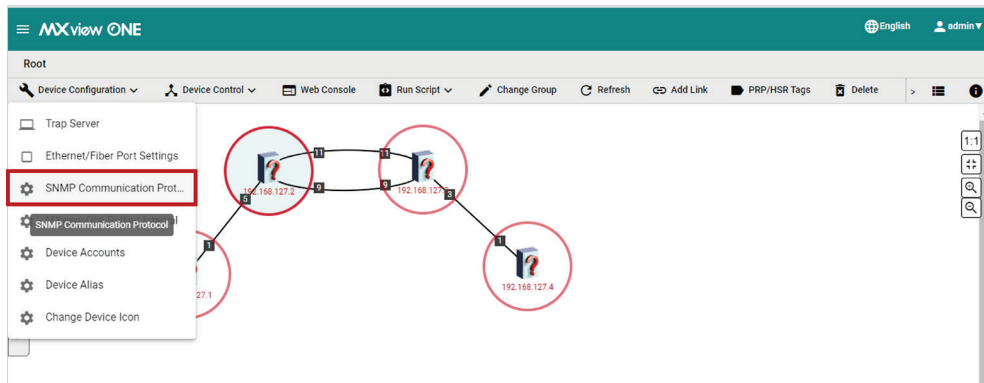 MXview ONE
English
admin
Root
Device Configuration
Device Control
Web Console
Run Script
Change Group
Refresh
Add Link
PRP/HSR Tags
Delete
>
Trap Server
Ethernet/Fiber Port Settings
SNMP Communication Prot...
SNMP Communication Protocol
Device Accounts
Device Alias
Change Device Icon
11
11
9
9
192.168.127.2
192.168.127.
5
3
1
1
27.1
192.168.127.4
1:1